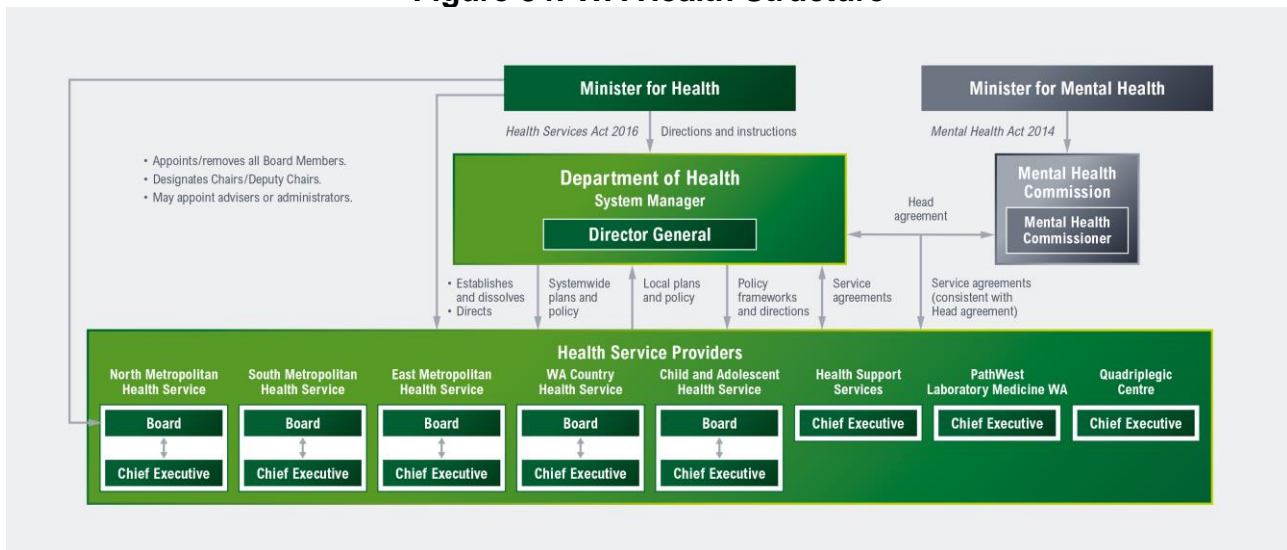 Minister for Health
Minister for Mental Health
Health Services Act 2016
Directions and instructions
Mental Health Act 2014
• Appoints/removes all Board Members.
• Designates Chairs/Deputy Chairs.
• May appoint advisers or administrators.
Department of Health
System Manager
Director General
Head
agreement
Mental Health
Commission
Mental Health
Commissioner
• Establishes
and dissolves
• Directs
Systemwide
plans and
policy
Local plans
and policy
Policy
frameworks
and directions
Service
agreements
Service agreements
(consistent with
Head agreement)
Health Service Providers
North Metropolitan
Health Service
Board
Chief Executive
South Metropolitan
Health Service
Board
Chief Executive
East Metropolitan
Health Service
Board
Chief Executive
WA Country
Health Service
Board
Chief Executive
Child and Adolescent
Health Service
Board
Chief Executive
Health Support
Services
Chief Executive
PathWest
Laboratory Medicine WA
Chief Executive
Quadriplegic
Centre
Chief Executive